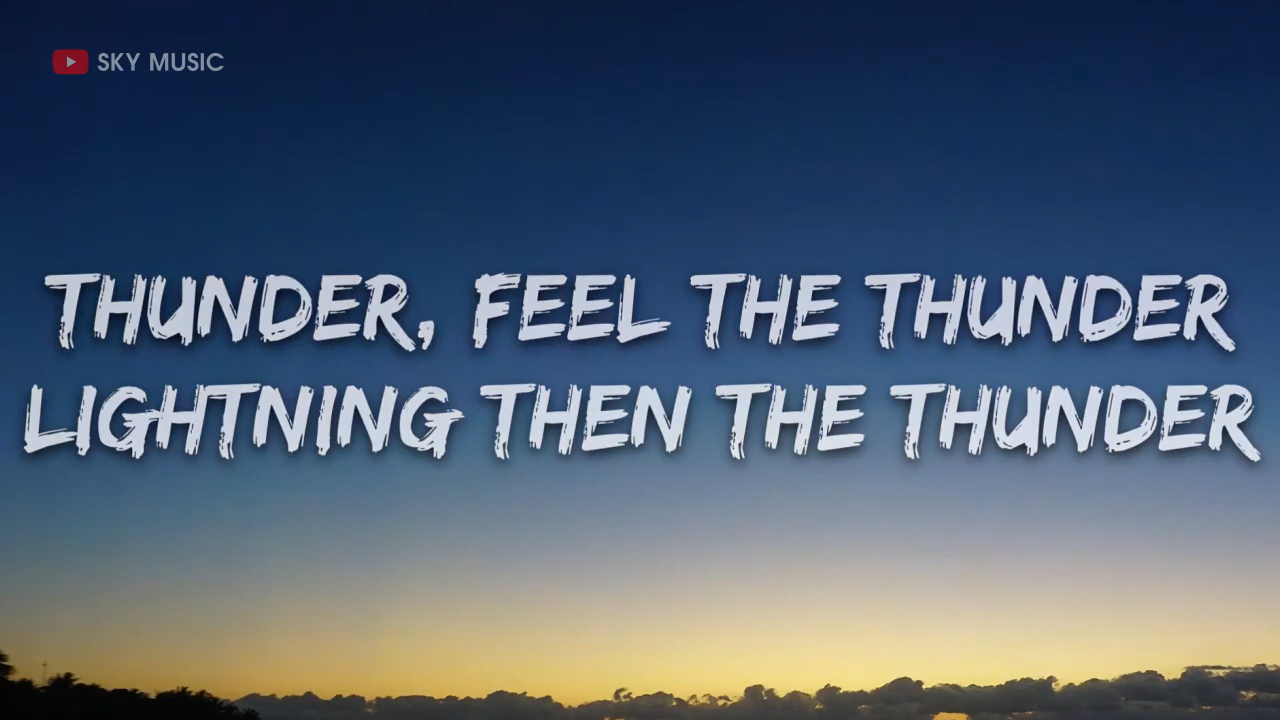 SKY MUSIC
THUNDER, FEEL THE THUNDER
LIGHTNING THEN THE THUNDER